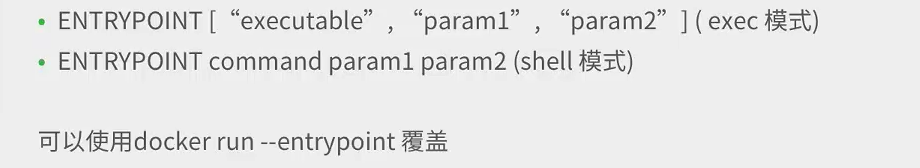 • ENTRYPOINT [“executable”, “param1”, “param2”] ( exec 模式)
• ENTRYPOINT command param1 param2 (shell 模式)
可以使用docker run --entrypoint 覆盖